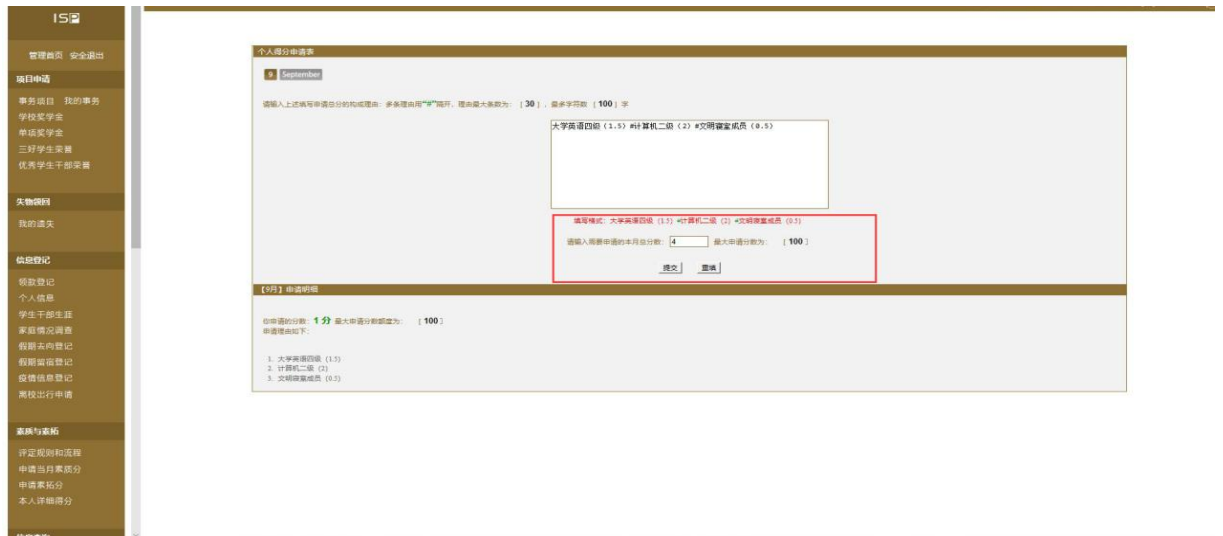 ISP
管理首页 安全退出
项目申请
事务项目 我的事务
学校奖学金
单项奖学金
三好学生荣誉
优秀学生干部荣誉
失物领回
我的遗失
信息登记
领款登记
个人信息
学生干部生涯
家庭情况调查
假期去向登记
假期留宿登记
疫情信息登记
离校出行申请
素质与素拓
评定规则和流程
申请当月素质分
申请素拓分
本人详细得分
个人得分申请表
9 September
请输入上述填写申请总分的构成理由: 多条理由用"#"隔开, 理由最大条数为: [ 30 ] , 最多字符数 [ 100 ] 字
大学英语四级 (1.5) #计算机二级 (2) #文明寝室成员 (0.5)
填写格式: 大学英语四级 (1.5) #计算机二级 (2) #文明寝室成员 (0.5)
请输入需要申请的本月总分数: 4 最大申请分数为: [ 100 ]
提交 重填
【9月】申请明细
你申请的分数: 1 分 最大申请分数额度为: [ 100 ]
申请理由如下:
1. 大学英语四级 (1.5)
2. 计算机二级 (2)
3. 文明寝室成员 (0.5)